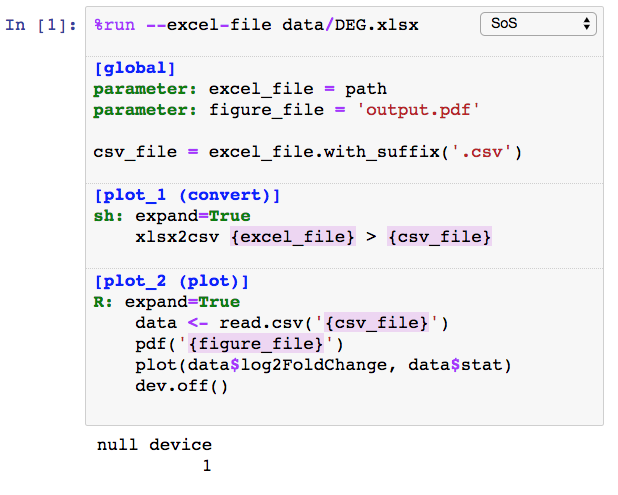 In [1]: %run --excel-file data/DEG.xlsx SoS
[global]
parameter: excel_file = path
parameter: figure_file = 'output.pdf'
csv_file = excel_file.with_suffix('.csv')
[plot_1 (convert)]
sh: expand=True
    xlsx2csv {excel_file} > {csv_file}
[plot_2 (plot)]
R: expand=True
    data <- read.csv('{csv_file}')
    pdf('{figure_file}')
    plot(data$log2FoldChange, data$stat)
    dev.off()
null device
          1